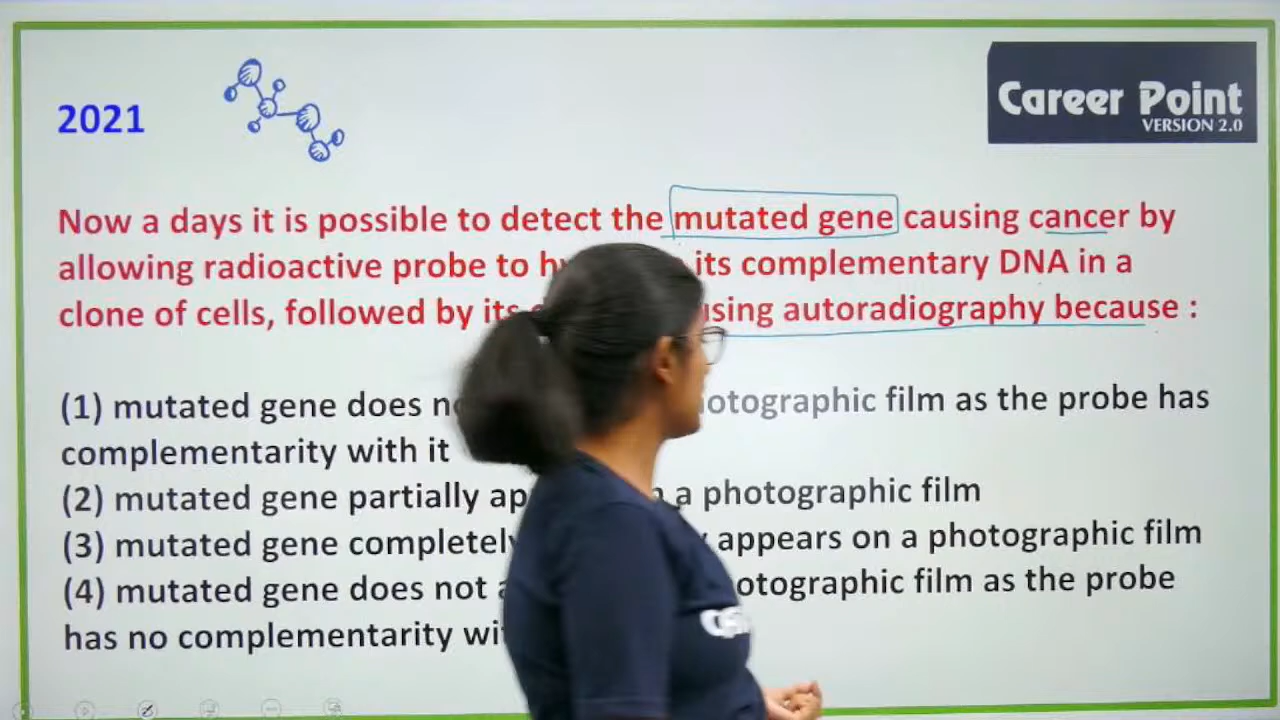 2021
Career Point
VERSION 2.0
Now a days it is possible to detect the mutated gene causing cancer by
allowing radioactive probe to its complementary DNA in a
clone of cells, followed by its using autoradiography because :
(1) mutated gene does photographic film as the probe has
complementarity with it
(2) mutated gene partially a photographic film
(3) mutated gene completely appears on a photographic film
(4) mutated gene does not photographic film as the probe
has no complementarity